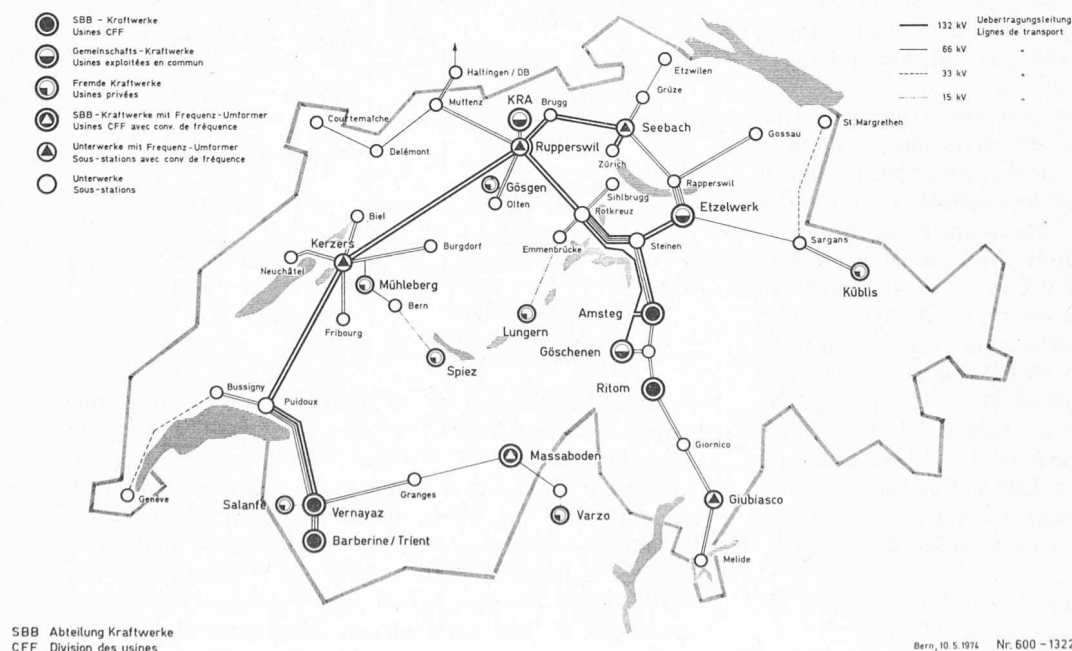 SBB - Kraftwerke
Usines CFF
Gemeinschafts-Kraftwerke
Usines exploitées en commun
Fremde Kraftwerke
Usines privées
SBB-Kraftwerke mit Frequenz-Umformer
Usines CFF avec conv. de fréquence
Unterwerke mit Frequenz-Umformer
Sous-stations avec conv de fréquence
Unterwerke
Sous-stations
132 kV Uebertragungsleitung
Lignes de transport
66 kV "
33 kV "
15 kV "
Haltingen / DB
Muttenz
Courtemaîche
Delémont
KRA
Brugg
Rupperswil
Etzwilen
Grüze
Seebach
Zürich
Gossau
St. Margrethen
Gösgen
Olten
Sihlbrugg
Rapperswil
Rotkreuz
Etzelwerk
Biel
Kerzers
Burgdorf
Neuchâtel
Emmenbrücke
Steinen
Sargans
Küblis
Mühleberg
Bern
Fribourg
Lungern
Amsteg
Göschenen
Spiez
Ritom
Bussigny
Puidoux
Giornico
Massaboden
Granges
Genève
Salanfe
Vernayaz
Varzo
Giubiasco
Barberine / Trient
Melide
SBB Abteilung Kraftwerke
CFF Division des usines
Bern, 10.5.1974 Nr. 600 - 1322